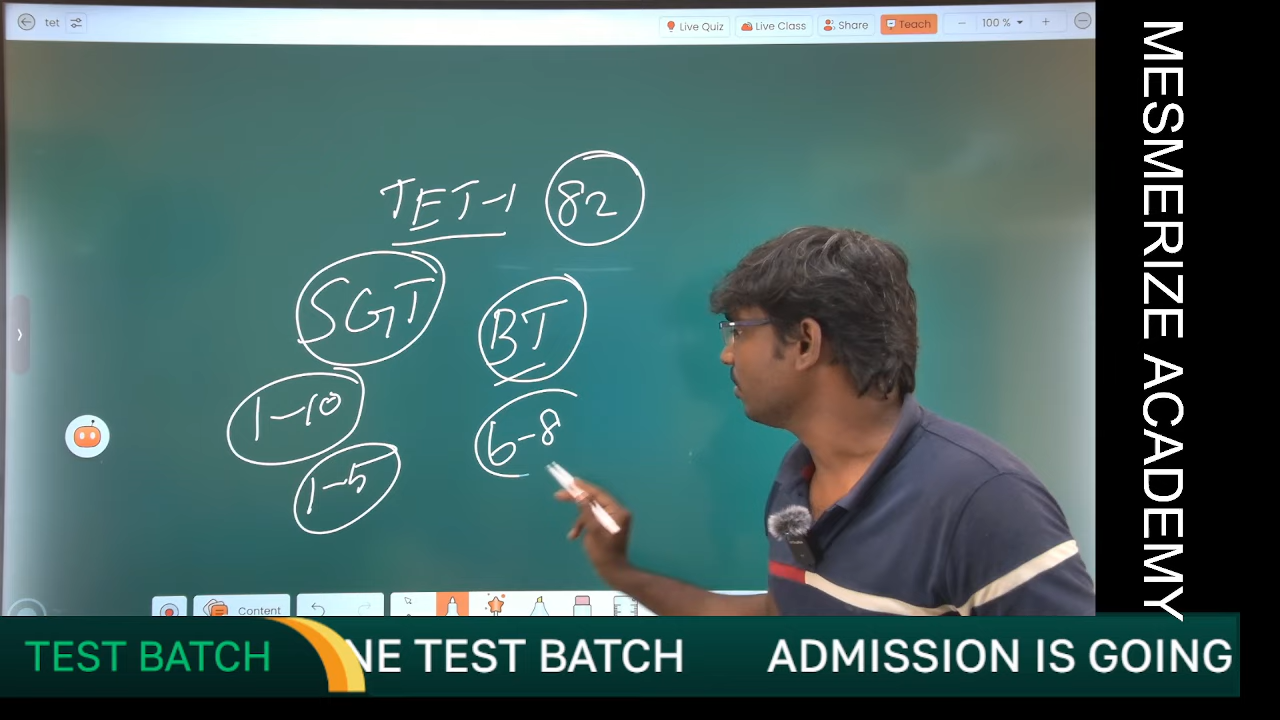 tet
Live Quiz
Live Class
Share
Teach
100 %
TET-1 82
SGT BT
1-10 6-8
1-5
Content
MESMERIZE ACADEMY
TEST BATCH NE TEST BATCH ADMISSION IS GOING